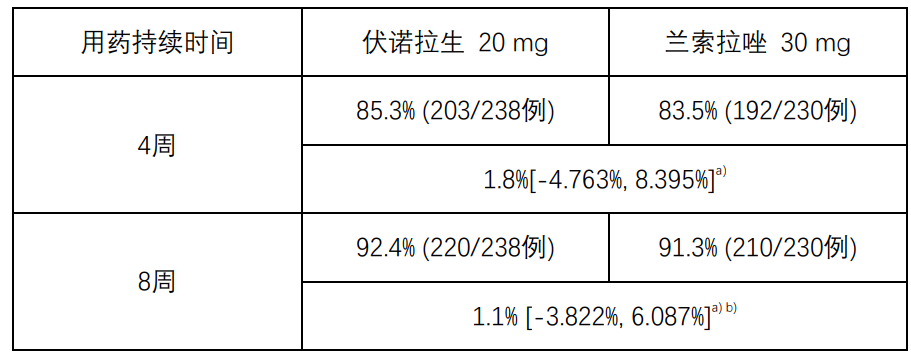 用药持续时间 伏诺拉生 20 mg 兰索拉唑 30 mg
4周 85.3% (203/238例) 83.5% (192/230例)
1.8%[-4.763%, 8.395%]a)
8周 92.4% (220/238例) 91.3% (210/230例)
1.1% [-3.822%, 6.087%]a) b)